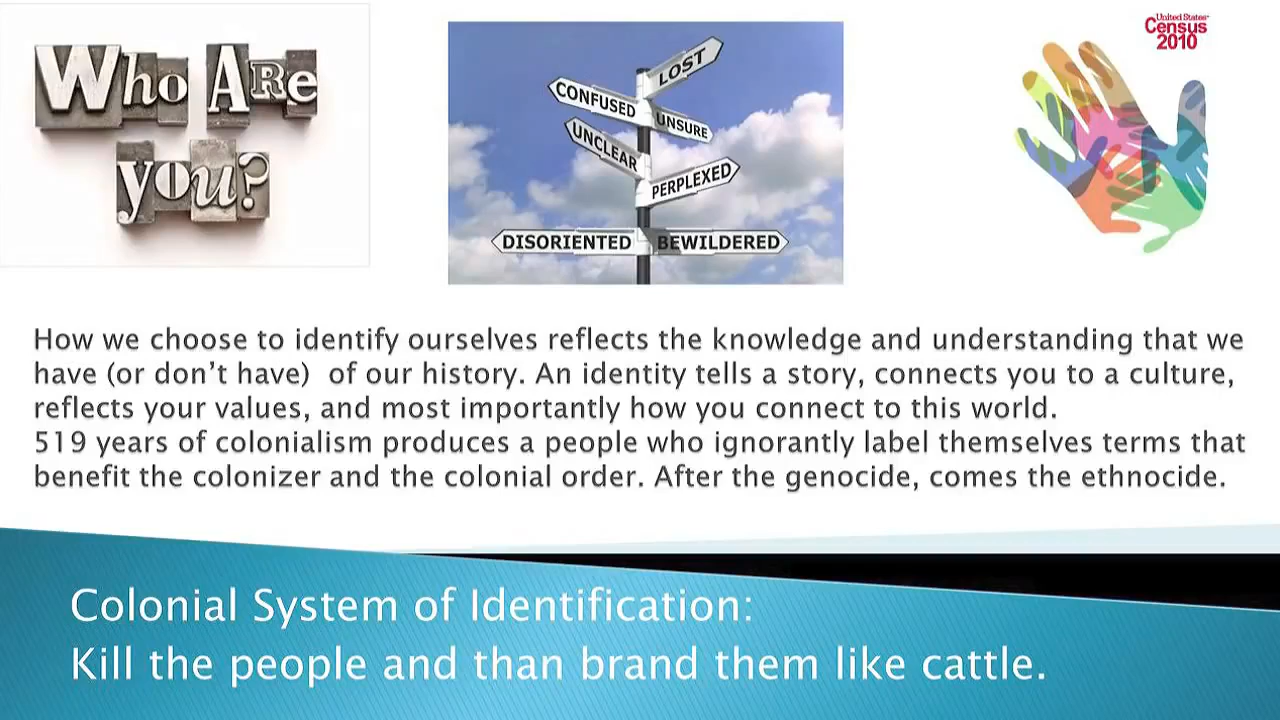 Who Are
you?
LOST
CONFUSED
UNSURE
UNCLEAR
PERPLEXED
DISORIENTED
BEWILDERED
United States
Census
2010
How we choose to identify ourselves reflects the knowledge and understanding that we
have (or don’t have)  of our history. An identity tells a story, connects you to a culture,
reflects your values, and most importantly how you connect to this world.
519 years of colonialism produces a people who ignorantly label themselves terms that
benefit the colonizer and the colonial order. After the genocide, comes the ethnocide.
Colonial System of Identification:
Kill the people and than brand them like cattle.